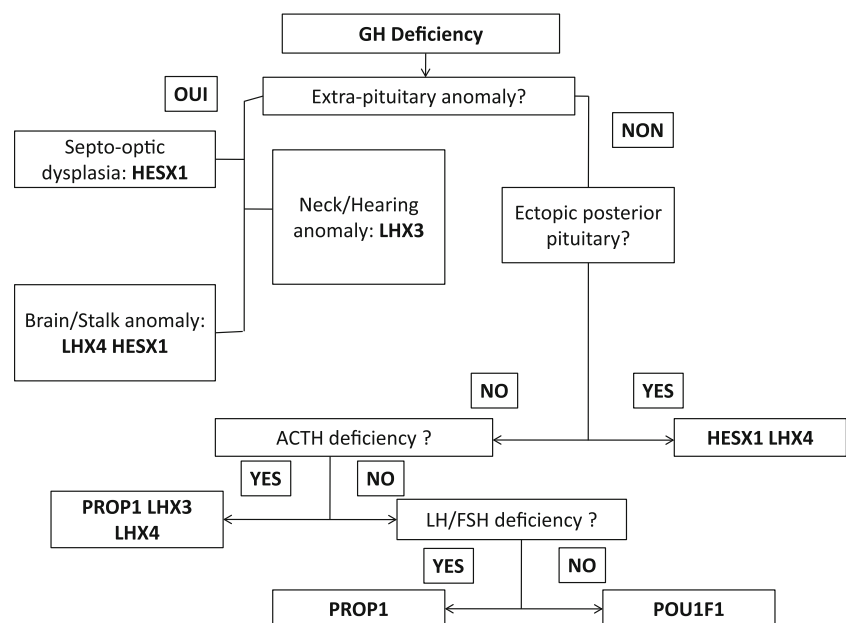 GH Deficiency
OUI
Extra-pituitary anomaly?
NON
Septo-optic
dysplasia: HESX1
Neck/Hearing
anomaly: LHX3
Ectopic posterior
pituitary?
Brain/Stalk anomaly:
LHX4 HESX1
NO
YES
ACTH deficiency ?
HESX1 LHX4
YES
NO
PROP1 LHX3
LHX4
LH/FSH deficiency ?
YES
NO
PROP1
POU1F1